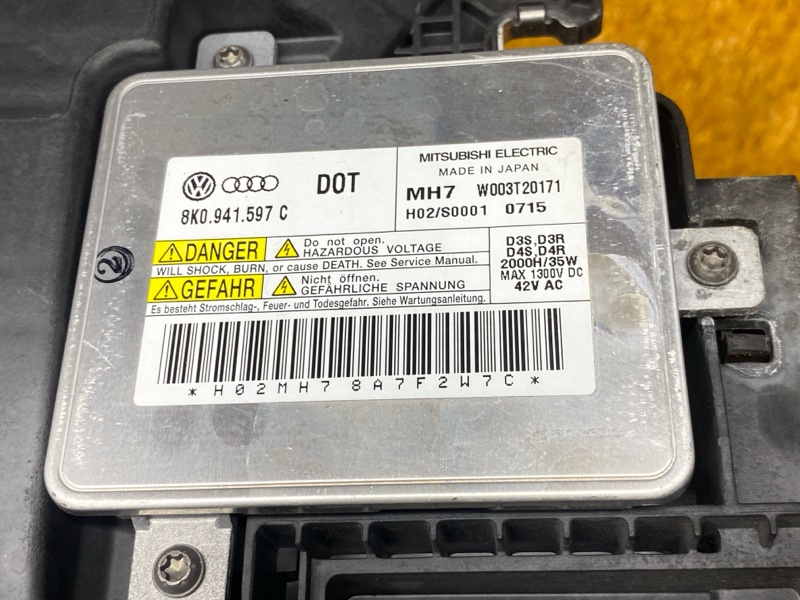 DOT
8K0.941.597 C
MITSUBISHI ELECTRIC
MADE IN JAPAN
MH7 W003T20171
H02/S0001 0715
DANGER Do not open. HAZARDOUS VOLTAGE
WILL SHOCK, BURN, or cause DEATH. See Service Manual.
GEFAHR Nicht öffnen. GEFÄHRLICHE SPANNUNG
Es besteht Stromschlag-, Feuer- und Todesgefahr. Siehe Wartungsanleitung.
D3S,D3R
D4S,D4R
2000H/35W
MAX 1300V DC
42V AC
*H02MH78A7F2W7C*
2